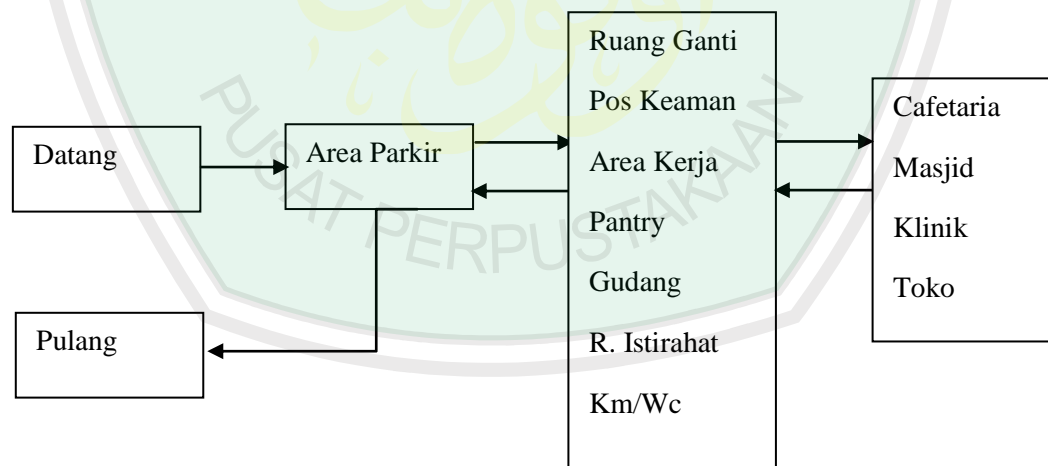 Datang
Area Parkir
Pulang
Ruang Ganti
Pos Keaman
Area Kerja
Pantry
Gudang
R. Istirahat
Km/Wc
Cafetaria
Masjid
Klinik
Toko
PUSAT PERPUSTAKAAN